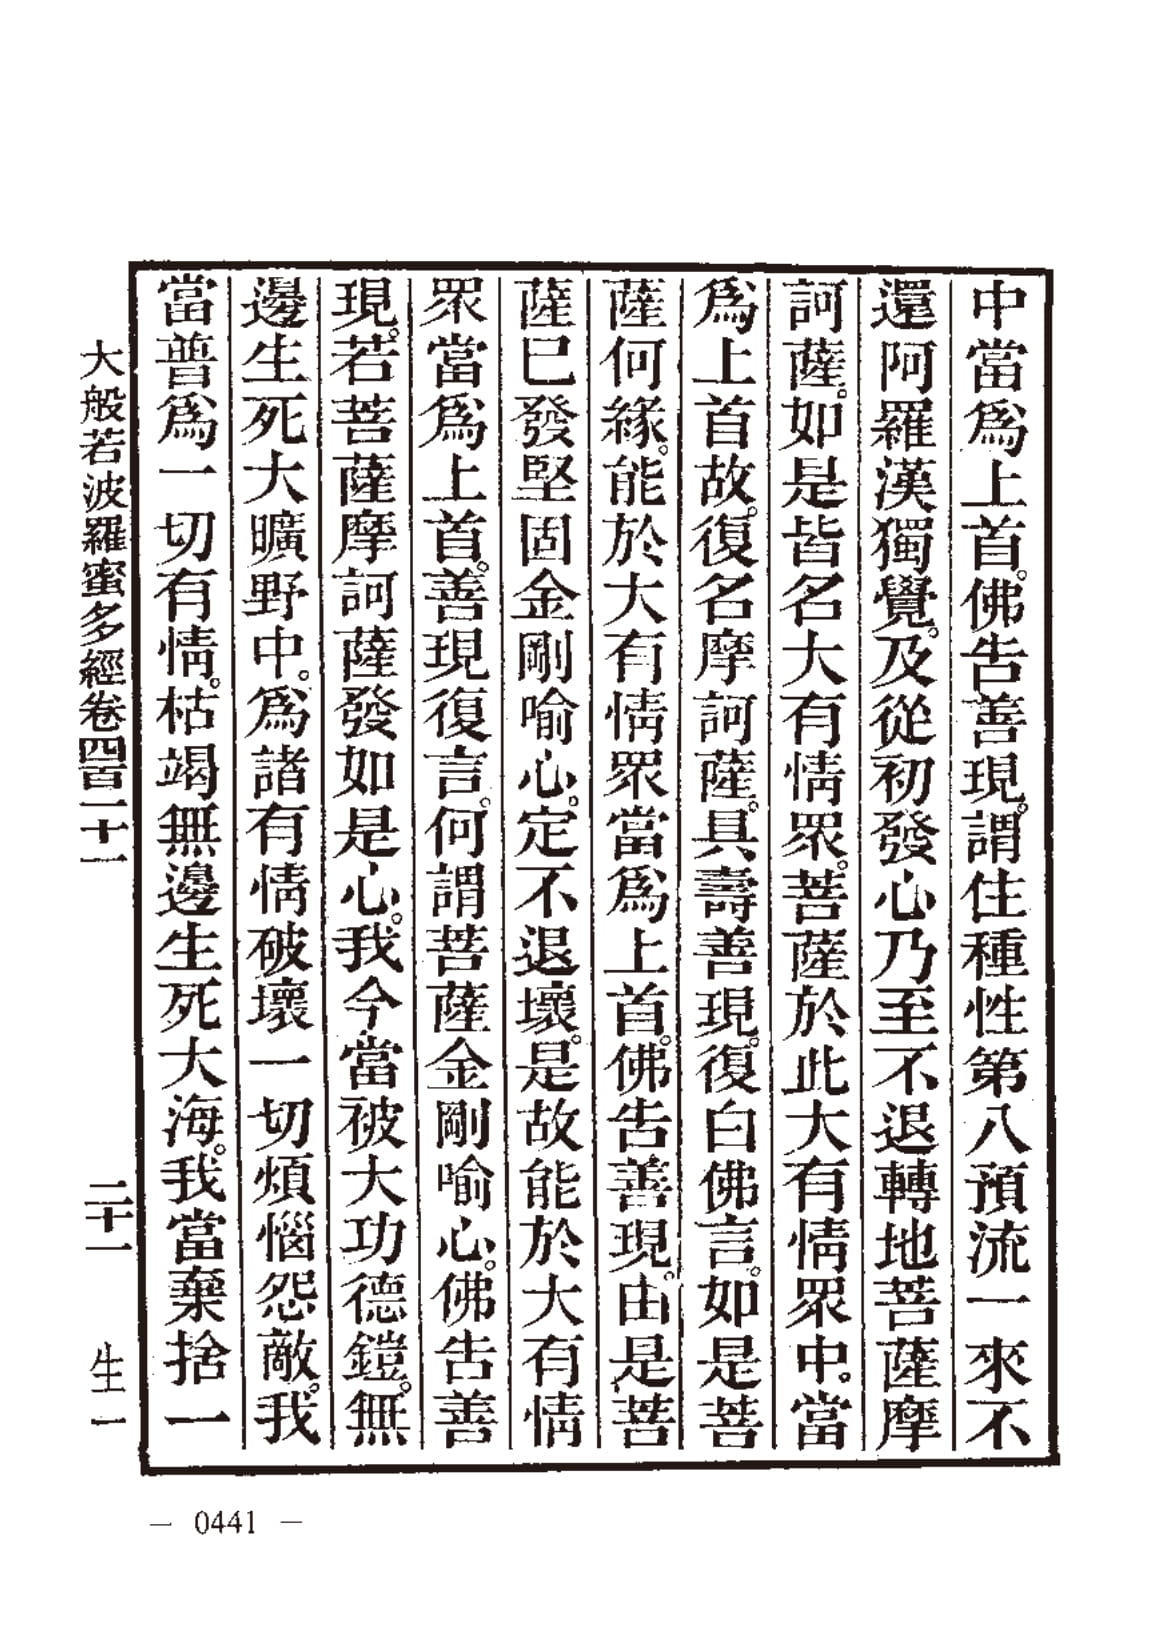 中當爲上首。佛告善現。謂住種性第八預流一來不
還阿羅漢獨覺。及從初發心乃至不退轉地菩薩摩
訶薩。如是皆名大有情眾。菩薩於此大有情眾中。當
爲上首故。復名摩訶薩。具壽善現。復白佛言。如是菩
薩何緣。能於大有情眾當爲上首。佛告善現。由是菩
薩已發堅固金剛喻心。定不退壞。是故能於大有情
眾當爲上首。善現復言。何謂菩薩金剛喻心。佛告善
現。若菩薩摩訶薩發如是心。我今當被大功德鎧。無
邊生死大曠野中。爲諸有情破壞一切煩惱怨敵。我
當普爲一切有情。枯竭無邊生死大海。我當棄捨一
大般若波羅蜜多經卷四百一十一 二十一 生一
— 0441 —